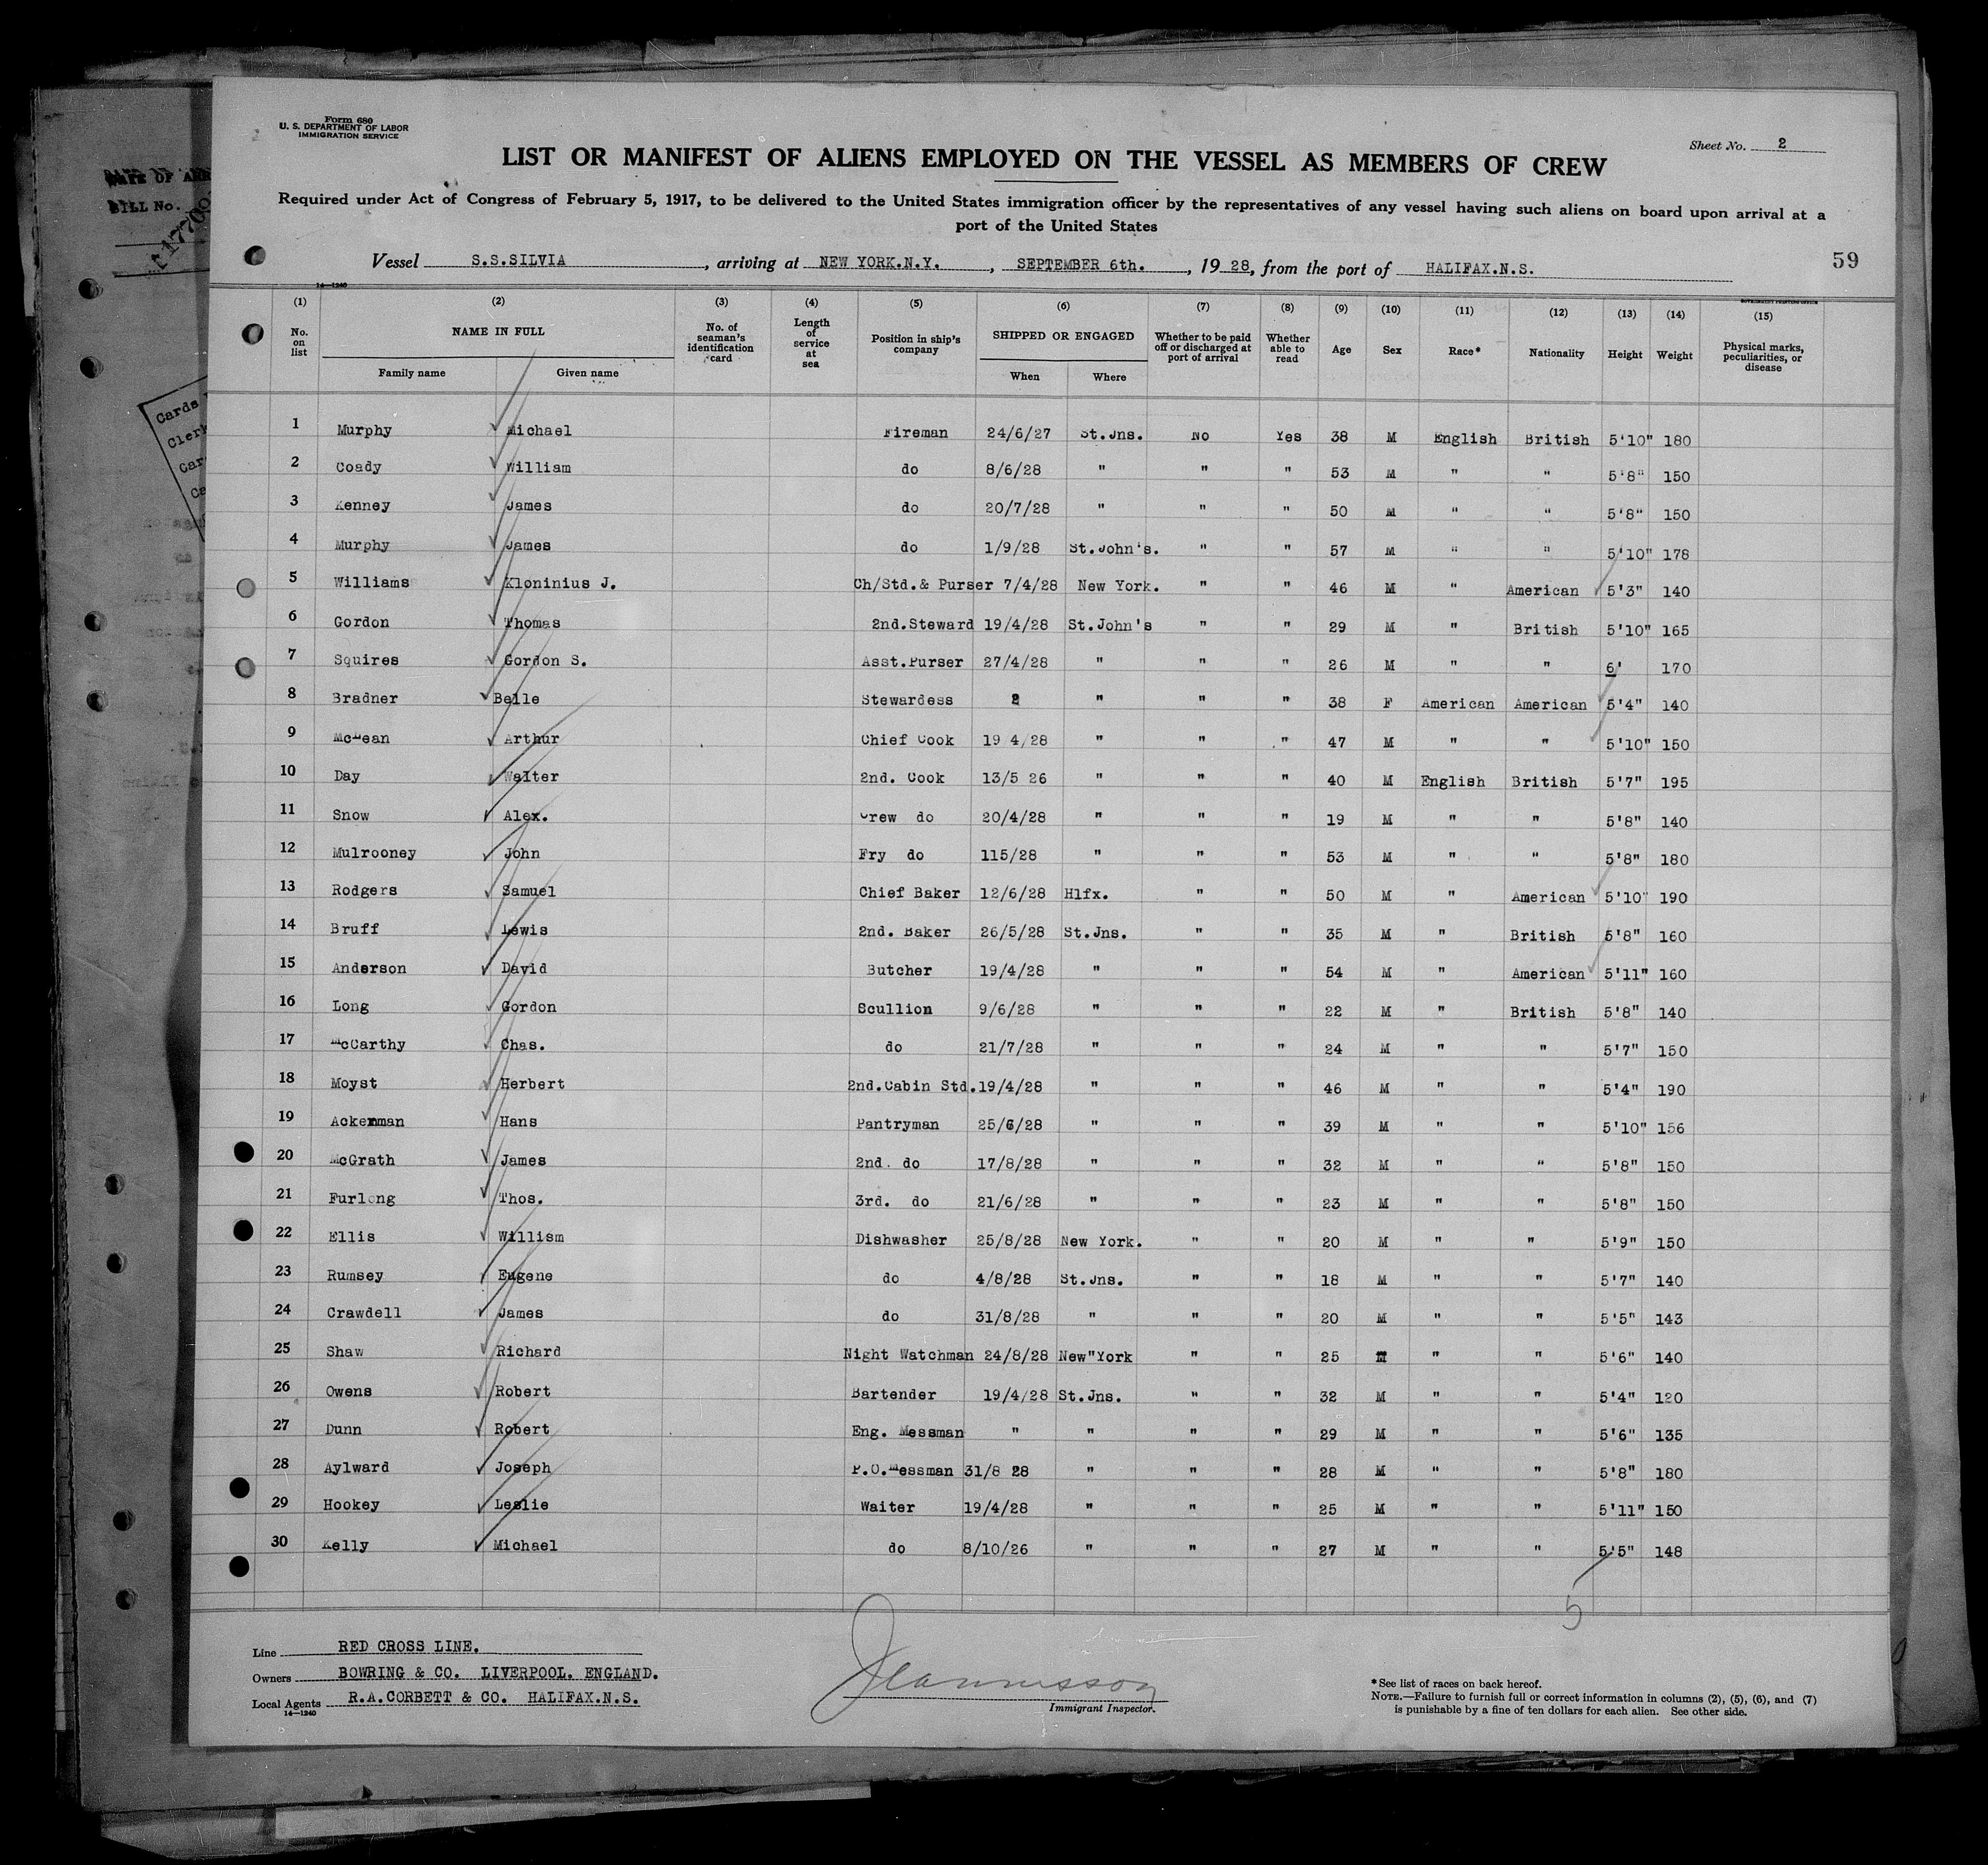 Form 680
U. S. DEPARTMENT OF LABOR
IMMIGRATION SERVICE
Sheet No. 2
LIST OR MANIFEST OF ALIENS EMPLOYED ON THE VESSEL AS MEMBERS OF CREW
Required under Act of Congress of February 5, 1917, to be delivered to the United States immigration officer by the representatives of any vessel having such aliens on board upon arrival at a
port of the United States
Vessel S.S.SILVIA, arriving at NEW YORK.N.Y., SEPTEMBER 6th., 19 28, from the port of HALIFAX.N.S.
59
14—1240
GOVERNMENT PRINTING OFFICE
(1) (2) (3) (4) (5) (6) (7) (8) (9) (10) (11) (12) (13) (14) (15)
No. on list NAME IN FULL Family name Given name No. of seaman's identification card Length of service at sea Position in ship's company SHIPPED OR ENGAGED When Where Whether to be paid off or discharged at port of arrival Whether able to read Age Sex Race* Nationality Height Weight Physical marks, peculiarities, or disease
1 Murphy Michael Fireman 24/6/27 St.Jns. No Yes 38 M English British 5'10" 180
2 Coady William do 8/6/28 " " " 53 M " " 5'8" 150
3 Kenney James do 20/7/28 " " " 50 M " " 5'8" 150
4 Murphy James do 1/9/28 St.John's. " " 57 M " " 5'10" 178
5 Williams Kloninius J. Ch/Std.& Purser 7/4/28 New York. " " 46 M " American 5'3" 140
6 Gordon Thomas 2nd.Steward 19/4/28 St.John's " " 29 M " British 5'10" 165
7 Squires Gordon S. Asst.Purser 27/4/28 " " " 26 M " " 6' 170
8 Bradner Belle Stewardess " " " 38 F American American 5'4" 140
9 McBean Arthur Chief Cook 19 4/28 " " " 47 M " " 5'10" 150
10 Day Walter 2nd. Cook 13/5 26 " " " 40 M English British 5'7" 195
11 Snow Alex. Crew do 20/4/28 " " " 19 M " " 5'8" 140
12 Mulrooney John Fry do 115/28 " " " 53 M " " 5'8" 180
13 Rodgers Samuel Chief Baker 12/6/28 Hlfx. " " 50 M " American 5'10" 190
14 Bruff Lewis 2nd. Baker 26/5/28 St.Jns. " " 35 M " British 5'8" 160
15 Anderson David Butcher 19/4/28 " " " 54 M " American 5'11" 160
16 Long Gordon Scullion 9/6/28 " " " 22 M " British 5'8" 140
17 McCarthy Chas. do 21/7/28 " " " 24 M " " 5'7" 150
18 Moyst Herbert 2nd.Cabin Std. 19/4/28 " " " 46 M " " 5'4" 190
19 Ackerman Hans Pantryman 25/6/28 " " " 39 M " " 5'10" 156
20 McGrath James 2nd. do 17/8/28 " " " 32 M " " 5'8" 150
21 Furlong Thos. 3rd. do 21/6/28 " " " 23 M " " 5'8" 150
22 Ellis Willism Dishwasher 25/8/28 New York. " " 20 M " " 5'9" 150
23 Rumsey Eugene do 4/8/28 St.Jns. " " 18 M " " 5'7" 140
24 Crawdell James do 31/8/28 " " " 20 M " " 5'5" 143
25 Shaw Richard Night Watchman 24/8/28 New"York " " 25 M " " 5'6" 140
26 Owens Robert Bartender 19/4/28 St.Jns. " " 32 M " " 5'4" 120
27 Dunn Robert Eng. Messman " " " " 29 M " " 5'6" 135
28 Aylward Joseph P.O.Messman 31/8 28 " " " 28 M " " 5'8" 180
29 Hookey Leslie Waiter 19/4/28 " " " 25 M " " 5'11" 150
30 Kelly Michael do 8/10/26 " " " 27 M " " 5'5" 148
5
Line RED CROSS LINE.
Owners BOWRING & CO. LIVERPOOL. ENGLAND.
Local Agents R.A.CORBETT & CO. HALIFAX.N.S.
14—1240
Immigrant Inspector.
*See list of races on back hereof.
NOTE.—Failure to furnish full or correct information in columns (2), (5), (6), and (7)
is punishable by a fine of ten dollars for each alien. See other side.
BILL No.
Cards
Clerk